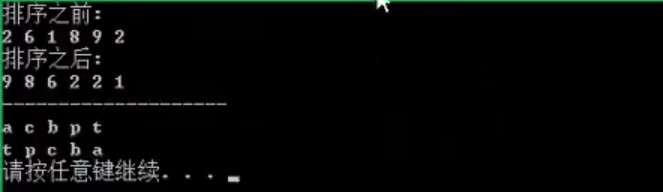 排序之前:
2 6 1 8 9 2
排序之后:
9 8 6 2 2 1
---------------------
a c b p t
t p c b a
请按任意键继续. . .